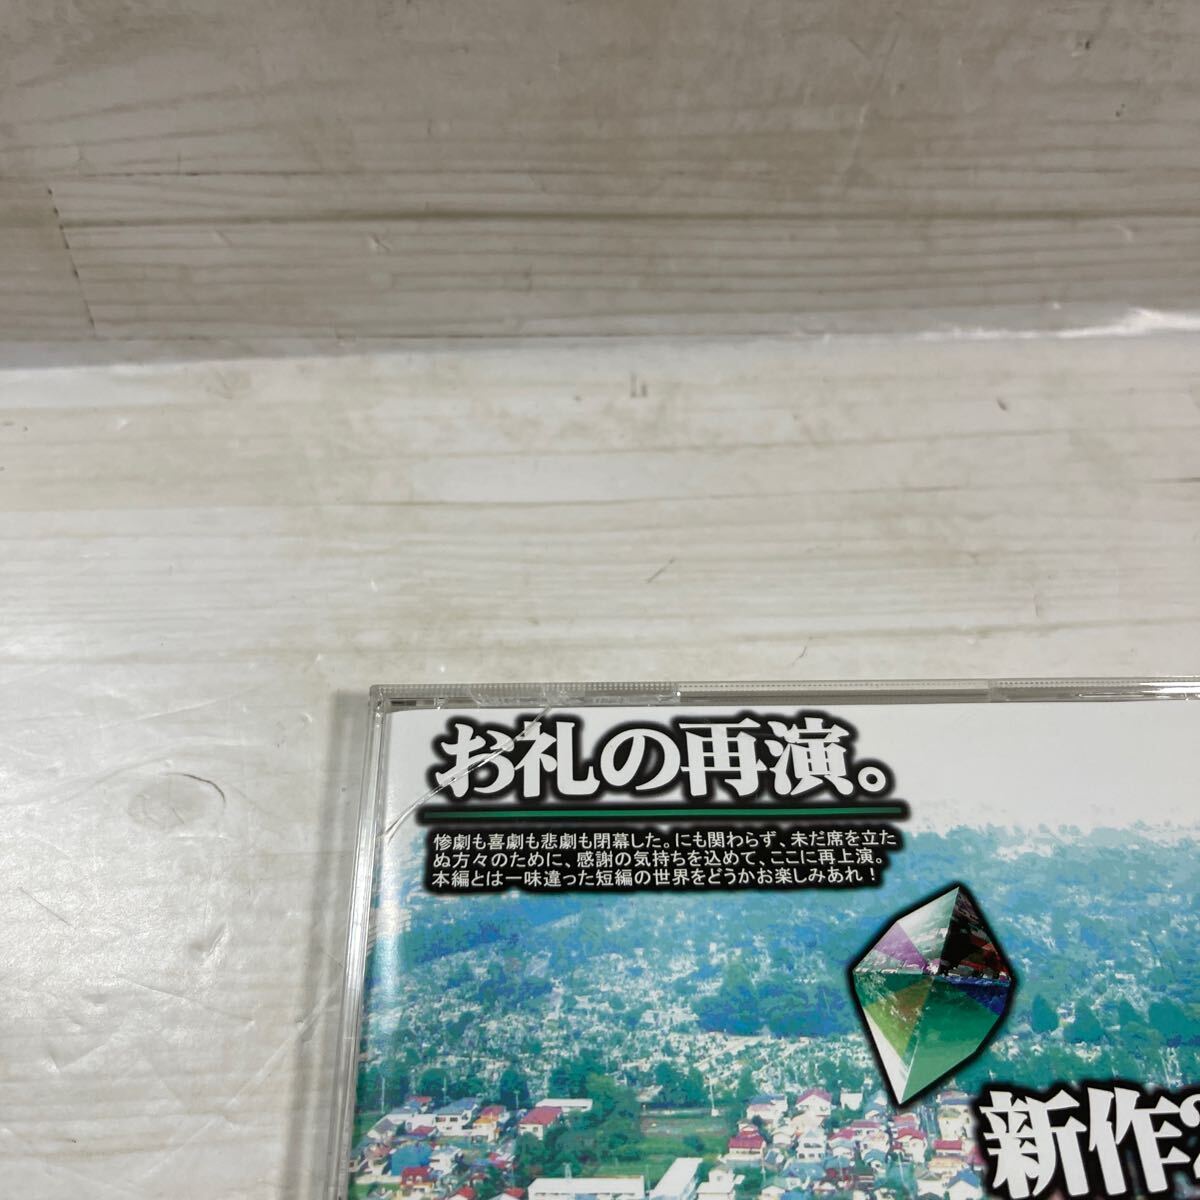 お礼の再演。
惨劇も喜劇も悲劇も閉幕した。にも関わらず、未だ席を立た
ぬ方々のために、感謝の気持ちを込めて、ここに再上演。
本編とは一味違った短編の世界をどうかお楽しみあれ！
新作